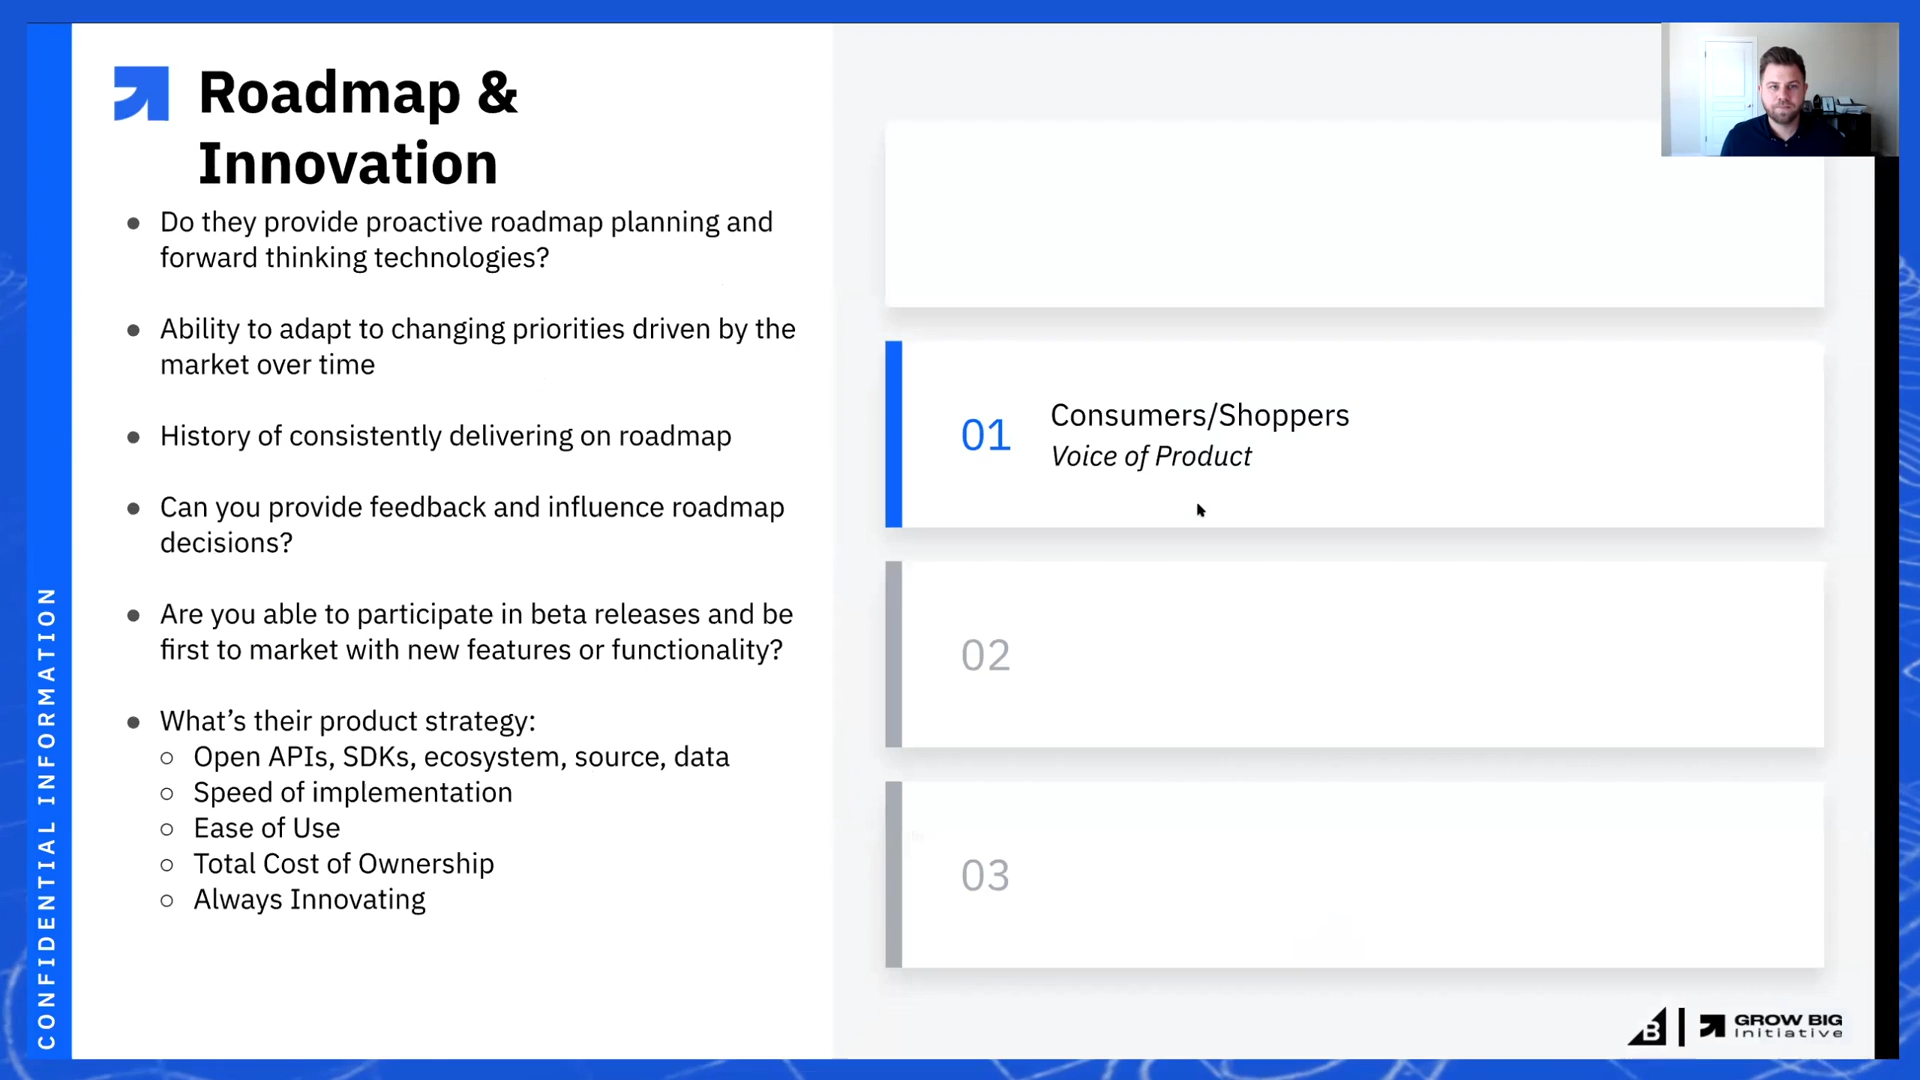 Roadmap &
Innovation
● Do they provide proactive roadmap planning and
forward thinking technologies?
● Ability to adapt to changing priorities driven by the
market over time
● History of consistently delivering on roadmap
● Can you provide feedback and influence roadmap
decisions?
● Are you able to participate in beta releases and be
first to market with new features or functionality?
● What’s their product strategy:
○ Open APIs, SDKs, ecosystem, source, data
○ Speed of implementation
○ Ease of Use
○ Total Cost of Ownership
○ Always Innovating
CONFIDENTIAL INFORMATION
01
Consumers/Shoppers
Voice of Product
02
03
B
GROW BIG
Initiative